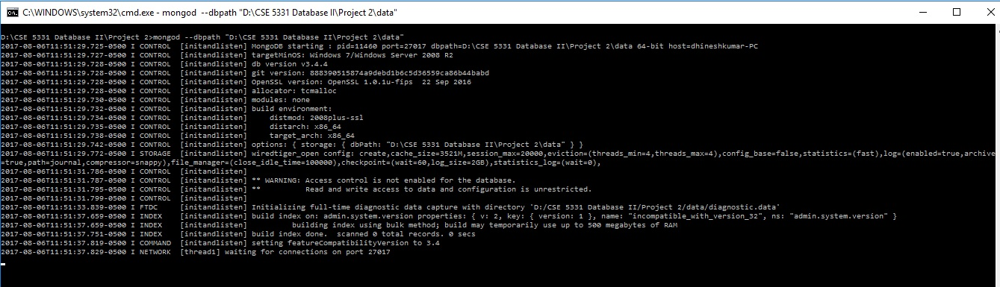 C:\WINDOWS\system32\cmd.exe - mongod  --dbpath "D:\CSE 5331 Database II\Project 2\data"
D:\CSE 5331 Database II\Project 2>mongod --dbpath "D:\CSE 5331 Database II\Project 2\data"
2017-08-06T11:51:29.725-0500 I CONTROL  [initandlisten] MongoDB starting : pid=11460 port=27017 dbpath=D:\CSE 5331 Database II\Project 2\data 64-bit host=dhineshkumar-PC
2017-08-06T11:51:29.727-0500 I CONTROL  [initandlisten] targetMinOS: Windows 7/Windows Server 2008 R2
2017-08-06T11:51:29.728-0500 I CONTROL  [initandlisten] db version v3.4.4
2017-08-06T11:51:29.728-0500 I CONTROL  [initandlisten] git version: 888390515874a9debd1b6c5d36559ca86b44babd
2017-08-06T11:51:29.728-0500 I CONTROL  [initandlisten] OpenSSL version: OpenSSL 1.0.1u-fips  22 Sep 2016
2017-08-06T11:51:29.728-0500 I CONTROL  [initandlisten] allocator: tcmalloc
2017-08-06T11:51:29.730-0500 I CONTROL  [initandlisten] modules: none
2017-08-06T11:51:29.732-0500 I CONTROL  [initandlisten] build environment:
2017-08-06T11:51:29.734-0500 I CONTROL  [initandlisten]     distmod: 2008plus-ssl
2017-08-06T11:51:29.735-0500 I CONTROL  [initandlisten]     distarch: x86_64
2017-08-06T11:51:29.738-0500 I CONTROL  [initandlisten]     target_arch: x86_64
2017-08-06T11:51:29.742-0500 I CONTROL  [initandlisten] options: { storage: { dbPath: "D:\CSE 5331 Database II\Project 2\data" } }
2017-08-06T11:51:29.772-0500 I STORAGE  [initandlisten] wiredtiger_open config: create,cache_size=3521M,session_max=20000,eviction=(threads_min=4,threads_max=4),config_base=false,statistics=(fast),log=(enabled=true,archive
=true,path=journal,compressor=snappy),file_manager=(close_idle_time=100000),checkpoint=(wait=60,log_size=2GB),statistics_log=(wait=0),
2017-08-06T11:51:31.786-0500 I CONTROL  [initandlisten]
2017-08-06T11:51:31.787-0500 I CONTROL  [initandlisten] ** WARNING: Access control is not enabled for the database.
2017-08-06T11:51:31.795-0500 I CONTROL  [initandlisten] **          Read and write access to data and configuration is unrestricted.
2017-08-06T11:51:31.799-0500 I CONTROL  [initandlisten]
2017-08-06T11:51:33.839-0500 I FTDC     [initandlisten] Initializing full-time diagnostic data capture with directory 'D:/CSE 5331 Database II/Project 2/data/diagnostic.data'
2017-08-06T11:51:37.659-0500 I INDEX    [initandlisten] build index on: admin.system.version properties: { v: 2, key: { version: 1 }, name: "incompatible_with_version_32", ns: "admin.system.version" }
2017-08-06T11:51:37.659-0500 I INDEX    [initandlisten]          building index using bulk method; build may temporarily use up to 500 megabytes of RAM
2017-08-06T11:51:37.751-0500 I INDEX    [initandlisten] build index done.  scanned 0 total records. 0 secs
2017-08-06T11:51:37.819-0500 I COMMAND  [initandlisten] setting featureCompatibilityVersion to 3.4
2017-08-06T11:51:37.829-0500 I NETWORK  [thread1] waiting for connections on port 27017